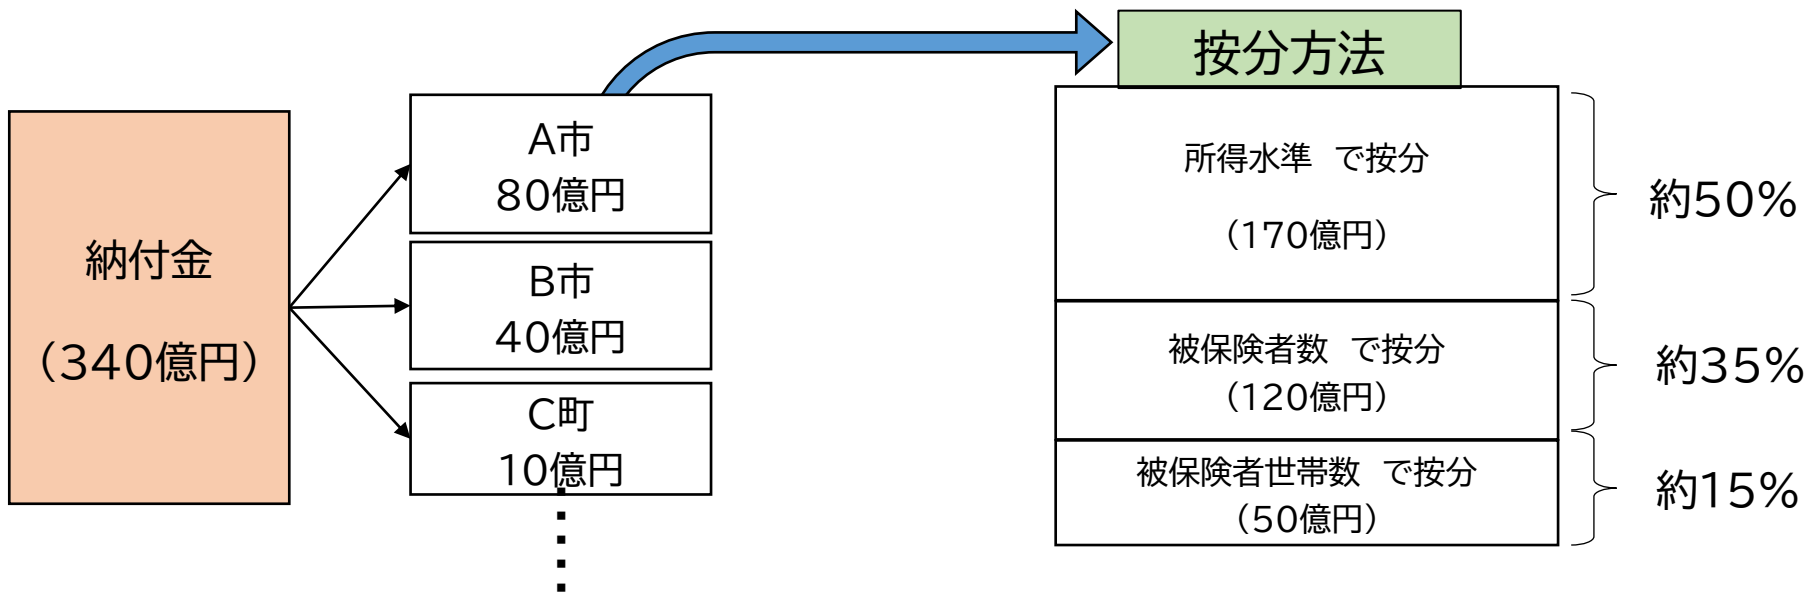 納付金
（340億円）
A市
80億円
B市
40億円
C町
10億円
按分方法
所得水準　で按分
（170億円）
約50%
被保険者数　で按分
（120億円）
約35%
被保険者世帯数　で按分
（50億円）
約15%